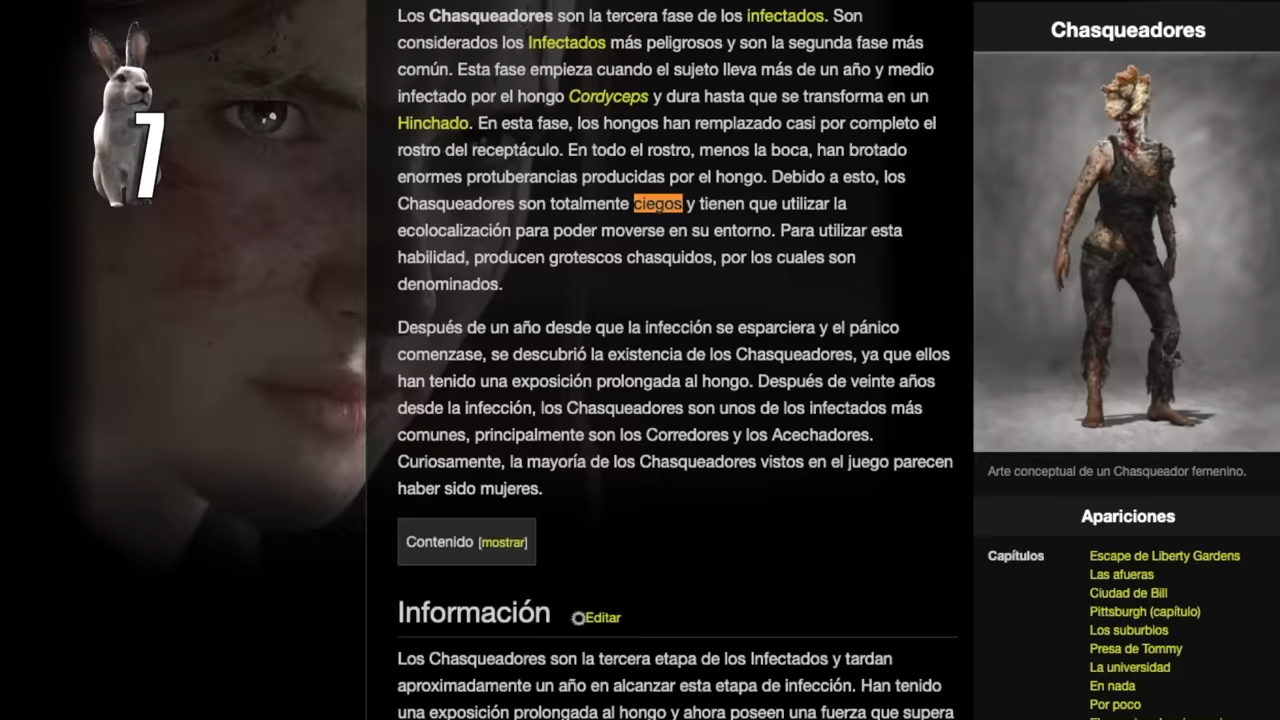 7
Los Chasqueadores son la tercera fase de los infectados. Son
considerados los Infectados más peligrosos y son la segunda fase más
común. Esta fase empieza cuando el sujeto lleva más de un año y medio
infectado por el hongo Cordyceps y dura hasta que se transforma en un
Hinchado. En esta fase, los hongos han remplazado casi por completo el
rostro del receptáculo. En todo el rostro, menos la boca, han brotado
enormes protuberancias producidas por el hongo. Debido a esto, los
Chasqueadores son totalmente ciegos y tienen que utilizar la
ecolocalización para poder moverse en su entorno. Para utilizar esta
habilidad, producen grotescos chasquidos, por los cuales son
denominados.
Después de un año desde que la infección se esparciera y el pánico
comenzase, se descubrió la existencia de los Chasqueadores, ya que ellos
han tenido una exposición prolongada al hongo. Después de veinte años
desde la infección, los Chasqueadores son unos de los infectados más
comunes, principalmente son los Corredores y los Acechadores.
Curiosamente, la mayoría de los Chasqueadores vistos en el juego parecen
haber sido mujeres.
Contenido [mostrar]
Información Editar
Los Chasqueadores son la tercera etapa de los Infectados y tardan
aproximadamente un año en alcanzar esta etapa de infección. Han tenido
una exposición prolongada al hongo y ahora poseen una fuerza que supera
Chasqueadores
Arte conceptual de un Chasqueador femenino.
Apariciones
Capítulos Escape de Liberty Gardens
Las afueras
Ciudad de Bill
Pittsburgh (capítulo)
Los suburbios
Presa de Tommy
La universidad
En nada
Por poco